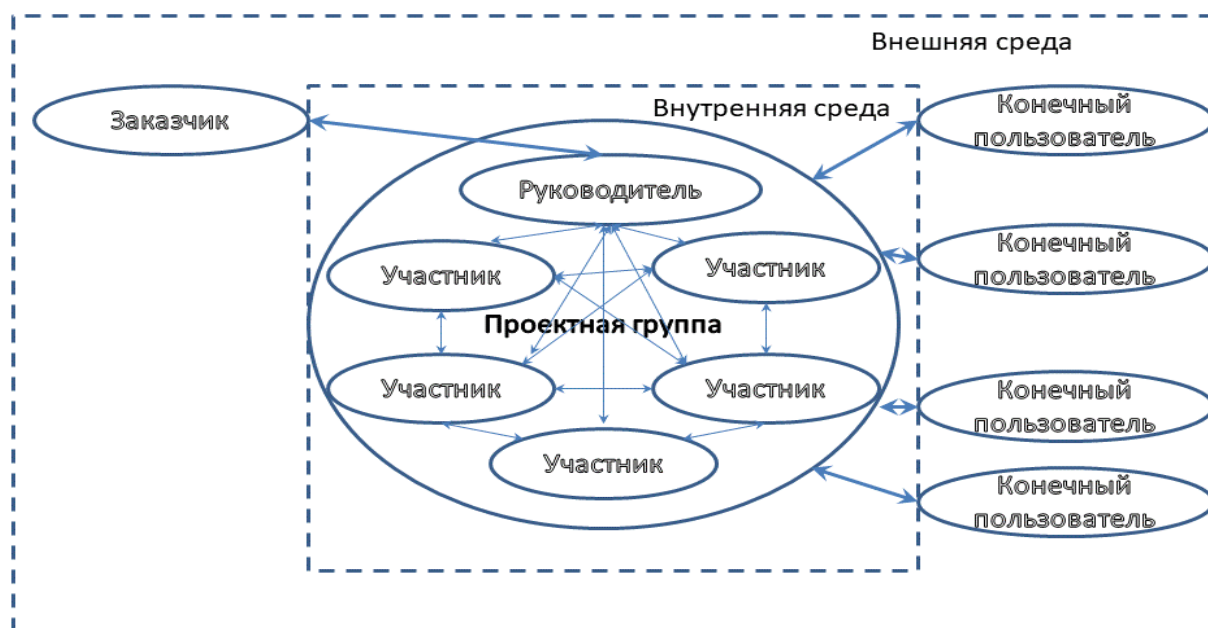 Внешняя среда
Заказчик
Внутренняя среда
Конечный
пользователь
Руководитель
Участник
Участник
Конечный
пользователь
Проектная группа
Участник
Участник
Конечный
пользователь
Участник
Конечный
пользователь